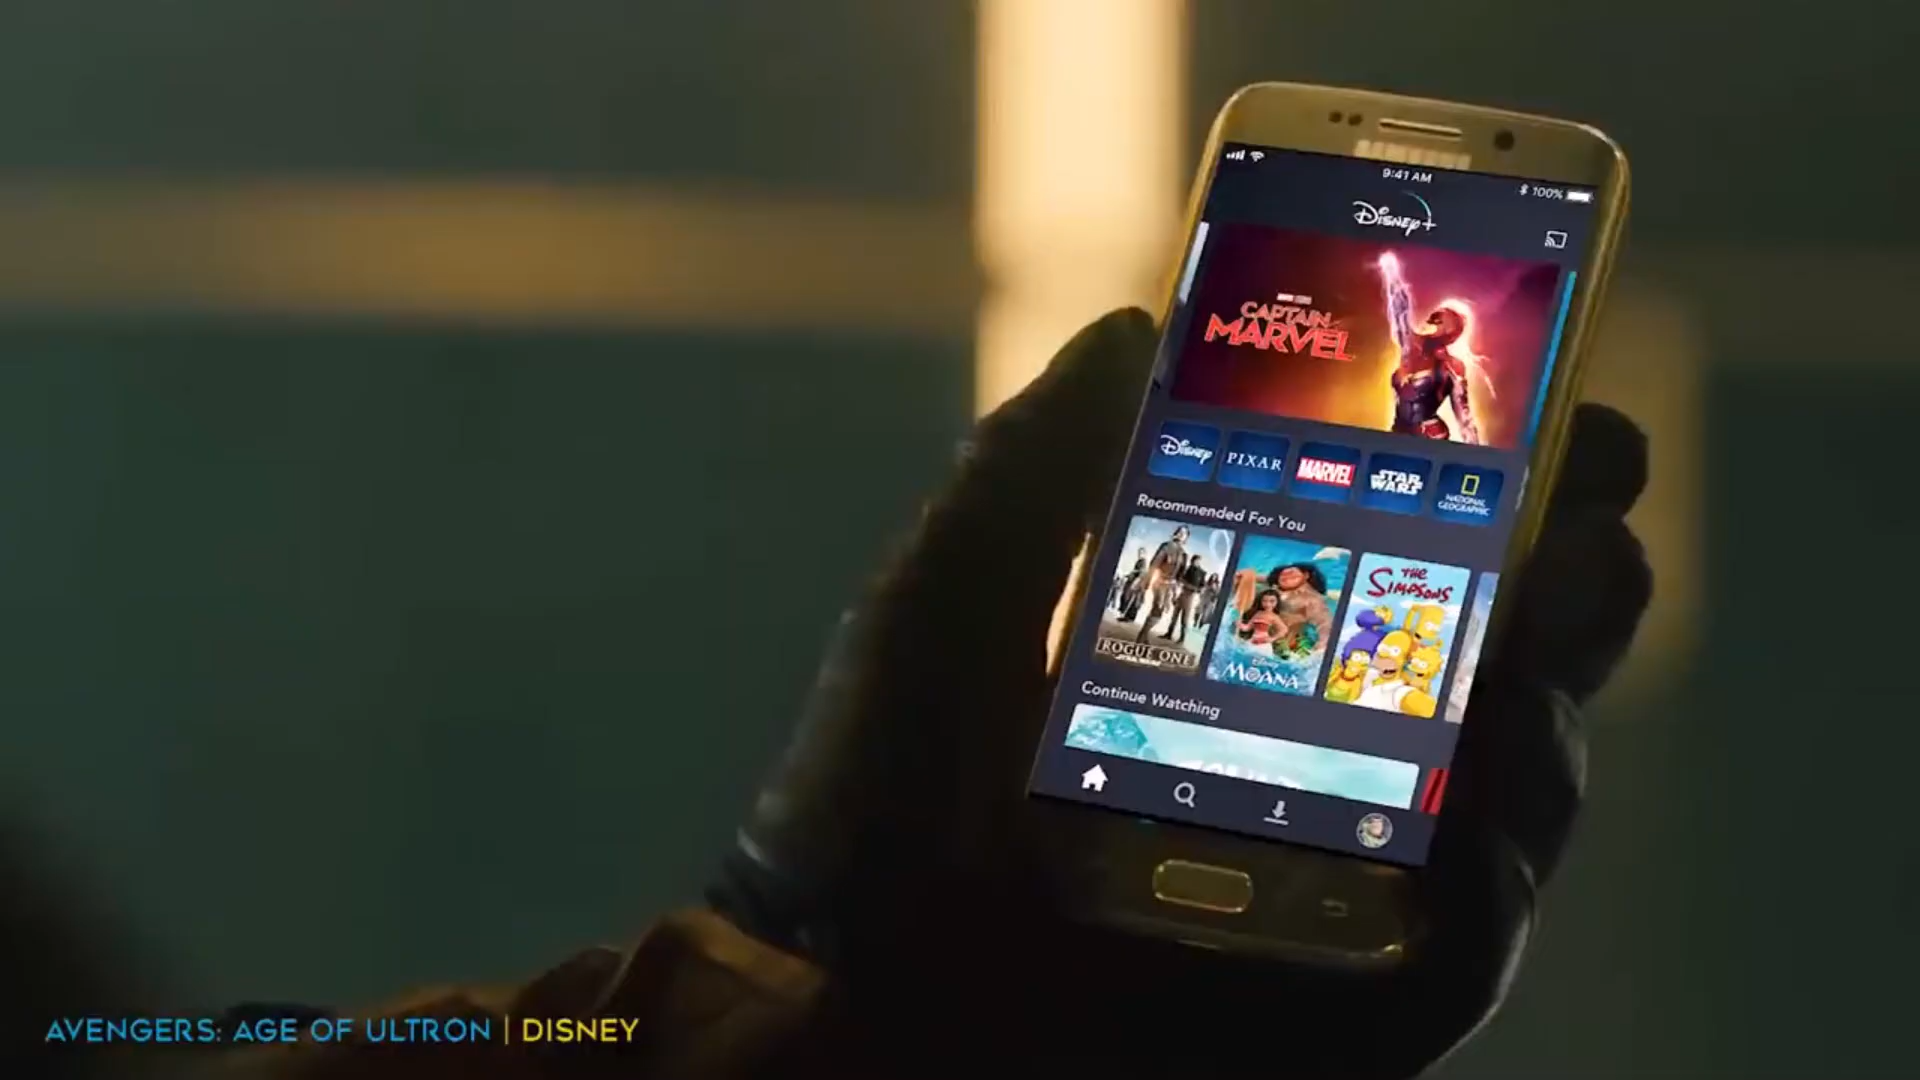 9:41 AM
100%
Disney+
CAPTAIN
MARVEL
Disney
PIXAR
MARVEL
STAR
WARS
NATIONAL
GEOGRAPHIC
Recommended For You
ROGUE ONE
STAR WARS
Disney
MOANA
THE
SIMPSONS
Continue Watching
AVENGERS: AGE OF ULTRON | DISNEY